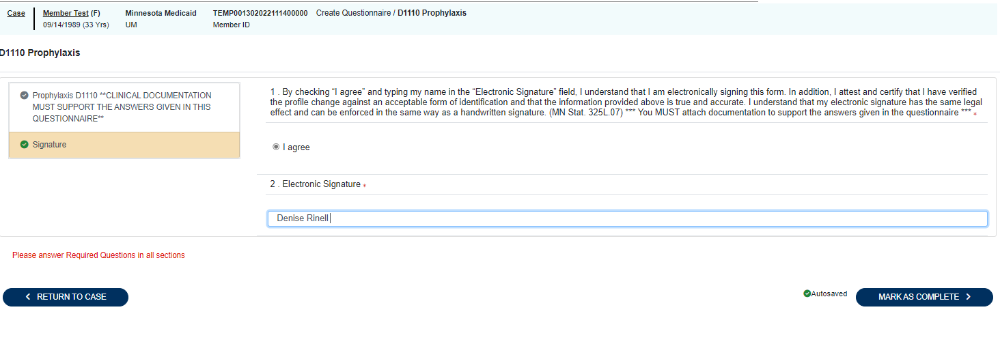 Case Member Test (F) Minnesota Medicaid TEMP001302022111400000 Create Questionnaire / D1110 Prophylaxis
09/14/1989 (33 Yrs) UM Member ID
D1110 Prophylaxis
Prophylaxis D1110 **CLINICAL DOCUMENTATION
MUST SUPPORT THE ANSWERS GIVEN IN THIS
QUESTIONNAIRE**
Signature
1 . By checking “I agree” and typing my name in the “Electronic Signature” field, I understand that I am electronically signing this form. In addition, I attest and certify that I have verified
the profile change against an acceptable form of identification and that the information provided above is true and accurate. I understand that my electronic signature has the same legal
effect and can be enforced in the same way as a handwritten signature. (MN Stat. 325L.07) *** You MUST attach documentation to support the answers given in the questionnaire *** *
I agree
2 . Electronic Signature *
Denise Rinell
Please answer Required Questions in all sections
RETURN TO CASE
Autosaved
MARK AS COMPLETE